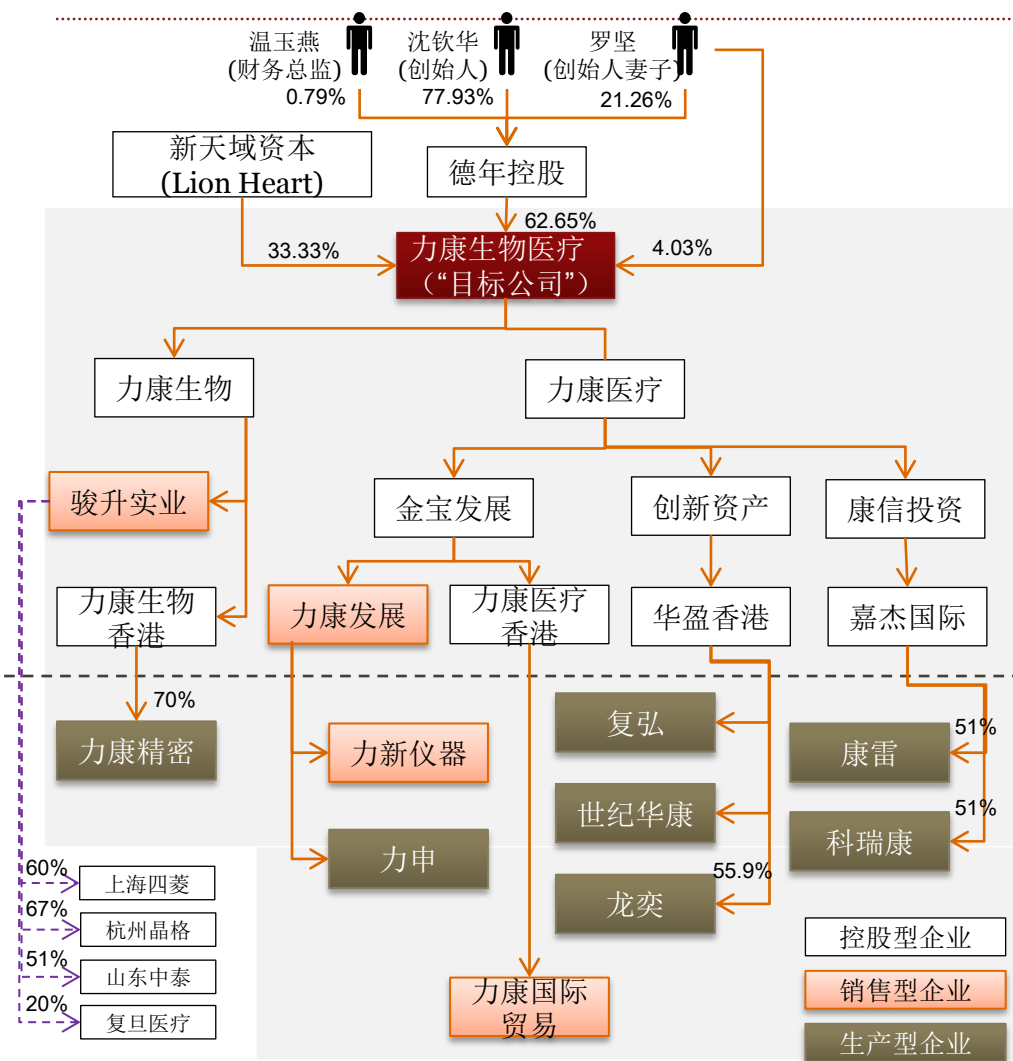 温玉燕
(财务总监)
0.79%
沈钦华
(创始人)
77.93%
罗坚
(创始人妻子)
21.26%
新天域资本
(Lion Heart)
德年控股
62.65%
33.33%
力康生物医疗
（“目标公司”）
4.03%
力康生物
力康医疗
骏升实业
金宝发展
创新资产
康信投资
力康生物
香港
力康发展
力康医疗
香港
华盈香港
嘉杰国际
70%
力康精密
力新仪器
复弘
51%
康雷
世纪华康
51%
科瑞康
力申
55.9%
龙奕
60%
上海四菱
67%
杭州晶格
51%
山东中泰
20%
复旦医疗
力康国际
贸易
控股型企业
销售型企业
生产型企业